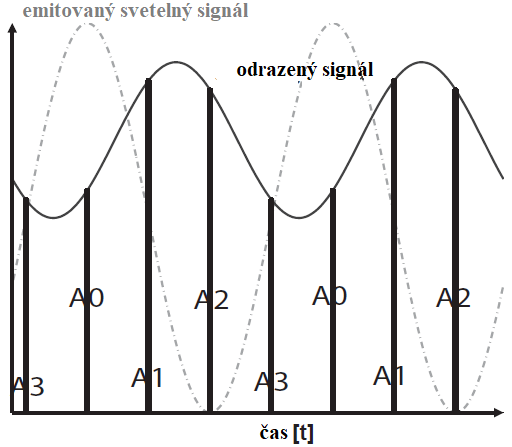 emitovaný svetelný signál
odrazený signál
A0 A2 A0 A2
A3 A1 A3 A1
čas [t]